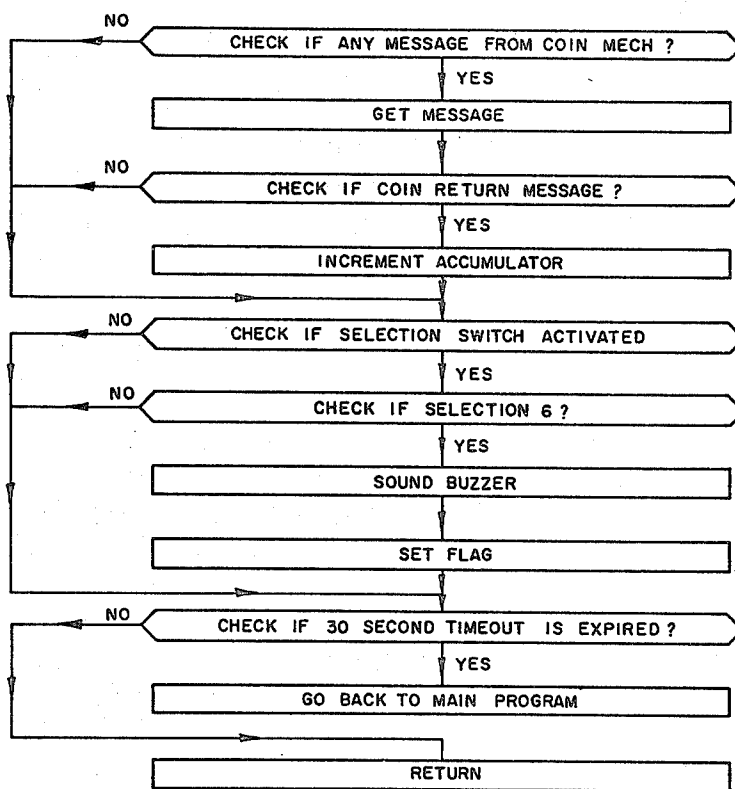 NO
CHECK IF ANY MESSAGE FROM COIN MECH ?
YES
GET MESSAGE
NO
CHECK IF COIN RETURN MESSAGE ?
YES
INCREMENT ACCUMULATOR
NO
CHECK IF SELECTION SWITCH ACTIVATED
YES
NO
CHECK IF SELECTION 6 ?
YES
SOUND BUZZER
SET FLAG
NO
CHECK IF 30 SECOND TIMEOUT IS EXPIRED ?
YES
GO BACK TO MAIN PROGRAM
RETURN